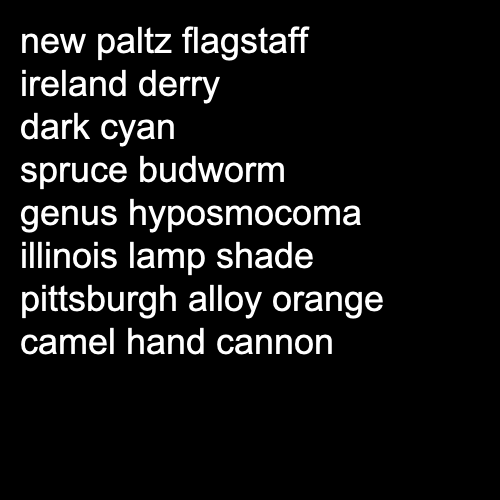 new paltz flagstaff
ireland derry
dark cyan
spruce budworm
genus hyposmocoma
illinois lamp shade
pittsburgh alloy orange
camel hand cannon